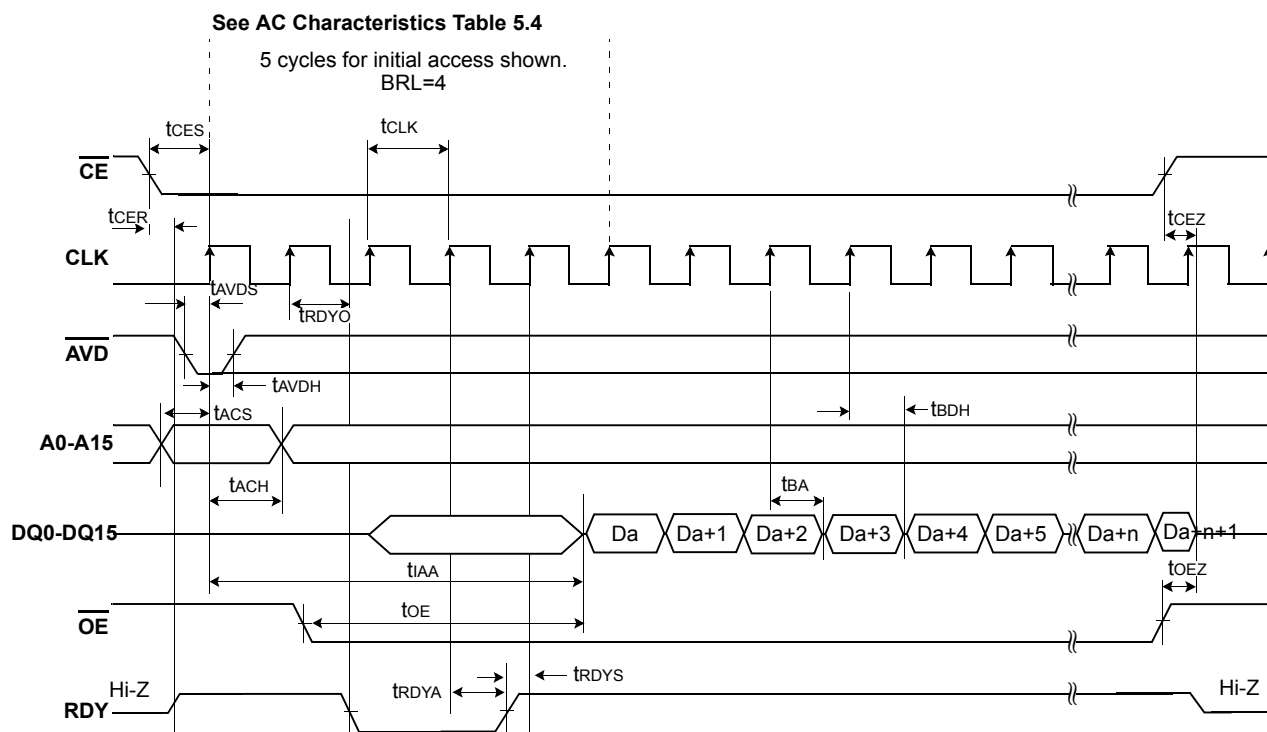 See AC Characteristics Table 5.4
5 cycles for initial access shown.
BRL=4
tCES
tCLK
CE
tCER
tCEZ
CLK
tAVDS
tRDYO
AVD
tAVDH
tACS
tBDH
A0-A15
tACH
tBA
DQ0-DQ15
Da
Da+1
Da+2
Da+3
Da+4
Da+5
Da+n
Da+n+1
tIAA
tOEZ
tOE
OE
tRDYS
tRDYA
Hi-Z
Hi-Z
RDY